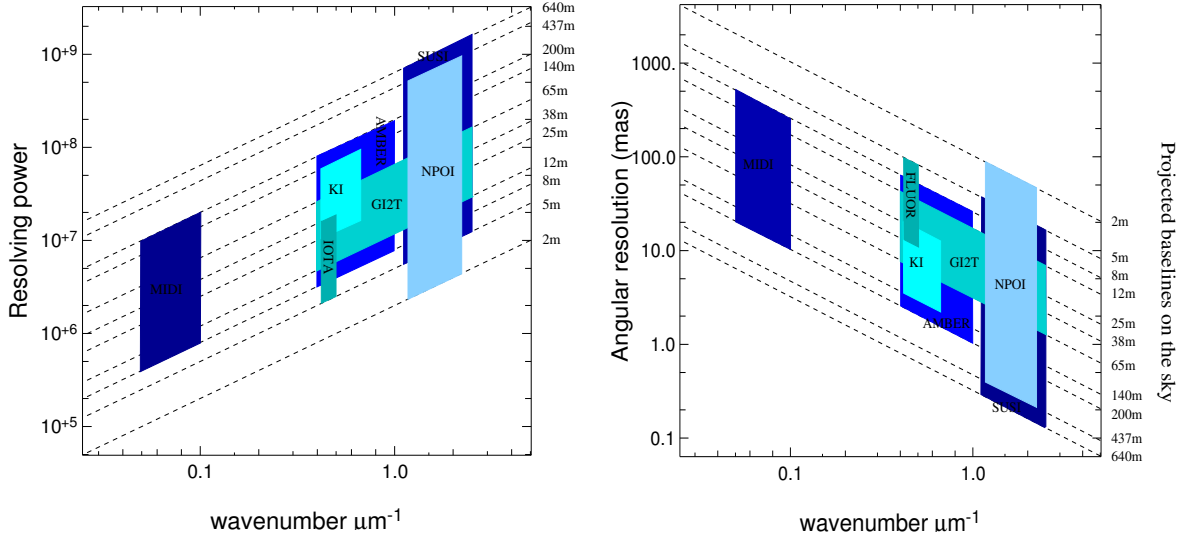 Resolving power
10+9
10+8
10+7
10+6
10+5
0.1
1.0
wavenumber μm-1
640m
437m
200m
140m
65m
38m
25m
12m
8m
5m
2m
SUSI
AMBER
KI
NPOI
GI2T
IOTA
MIDI
Angular resolution (mas)
1000.
100.0
10.0
1.0
0.1
0.1
1.0
wavenumber μm-1
MIDI
FLUOR
KI
GI2T
NPOI
AMBER
SUSI
2m
5m
8m
12m
25m
38m
65m
140m
200m
437m
640m
Projected baselines on the sky